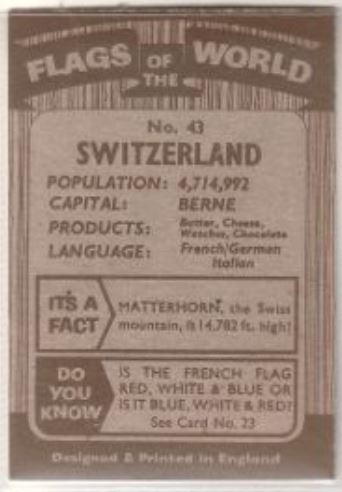 FLAGS OF THE WORLD
No. 43
SWITZERLAND
POPULATION: 4,714,992
CAPITAL: BERNE
PRODUCTS: Butter, Cheese,
Watches, Chocolate
LANGUAGE: French/German
Italian
IT'S A FACT
MATTERHORN, the Swiss
mountain, is 14,782 ft. high!
DO YOU KNOW
IS THE FRENCH FLAG
RED, WHITE & BLUE OR
IS IT BLUE, WHITE & RED?
See Card No. 23
Designed & Printed in England